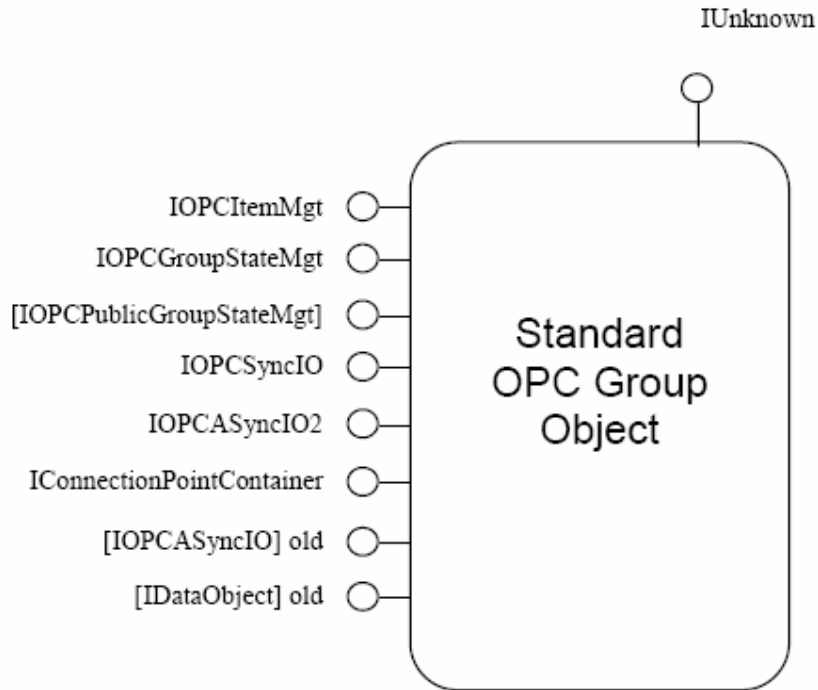 IUnknown
IOPCItemMgt
IOPCGroupStateMgt
[IOPCPublicGroupStateMgt]
IOPCSyncIO
IOPCASyncIO2
IConnectionPointContainer
[IOPCASyncIO] old
[IDataObject] old
Standard
OPC Group
Object